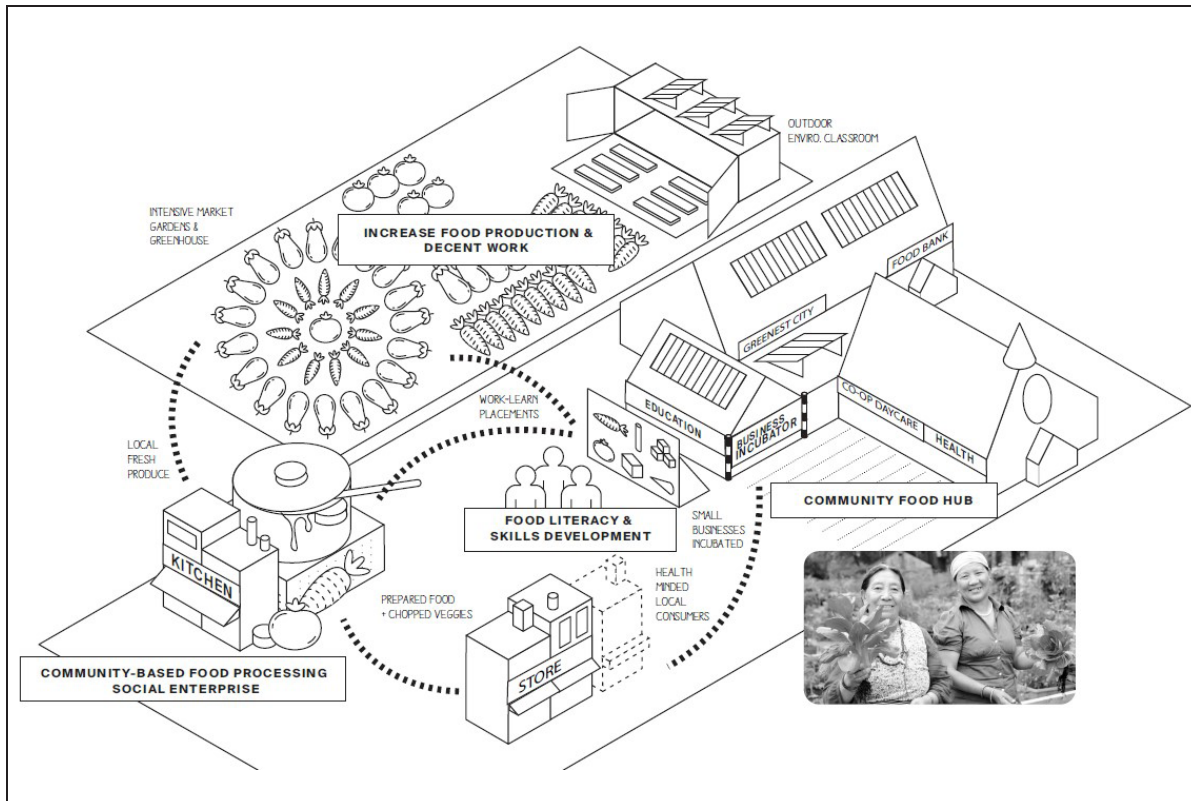 OUTDOOR
ENVIRO. CLASSROOM
INTENSIVE MARKET
GARDENS &
GREENHOUSE
INCREASE FOOD PRODUCTION &
DECENT WORK
FOOD BANK
GREENEST CITY
WORK-LEARN
PLACEMENTS
EDUCATION
BUSINESS
INCUBATOR
CO-OP DAYCARE
HEALTH
LOCAL
FRESH
PRODUCE
COMMUNITY FOOD HUB
FOOD LITERACY &
SKILLS DEVELOPMENT
SMALL
BUSINESSES
INCUBATED
KITCHEN
HEALTH
MINDED
LOCAL
CONSUMERS
PREPARED FOOD
+ CHOPPED VEGGIES
STORE
COMMUNITY-BASED FOOD PROCESSING
SOCIAL ENTERPRISE